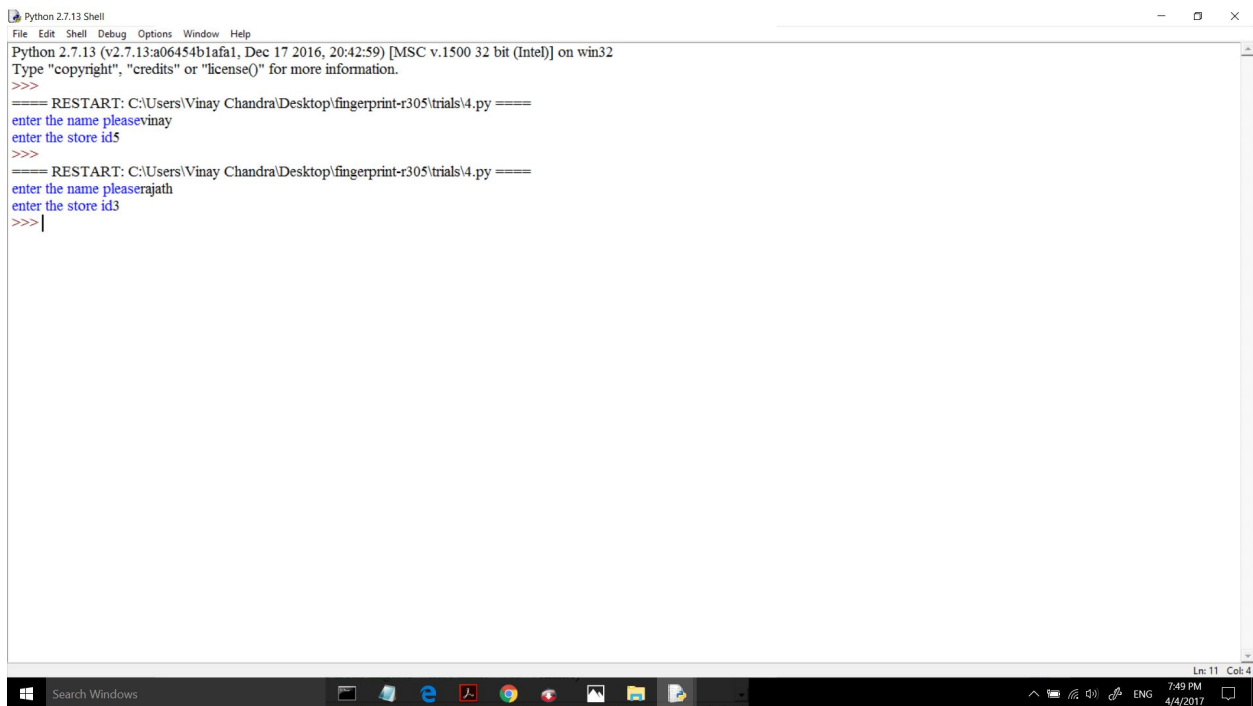 Python 2.7.13 Shell
File Edit Shell Debug Options Window Help
Python 2.7.13 (v2.7.13:a06454b1afa1, Dec 17 2016, 20:42:59) [MSC v.1500 32 bit (Intel)] on win32
Type "copyright", "credits" or "license()" for more information.
>>>
==== RESTART: C:\Users\Vinay Chandra\Desktop\fingerprint-r305\trials\4.py ====
enter the name pleasevinay
enter the store id5
>>>
==== RESTART: C:\Users\Vinay Chandra\Desktop\fingerprint-r305\trials\4.py ====
enter the name pleaserajath
enter the store id3
>>>
Ln: 11 Col: 4
Search Windows
ENG
7:49 PM
4/4/2017